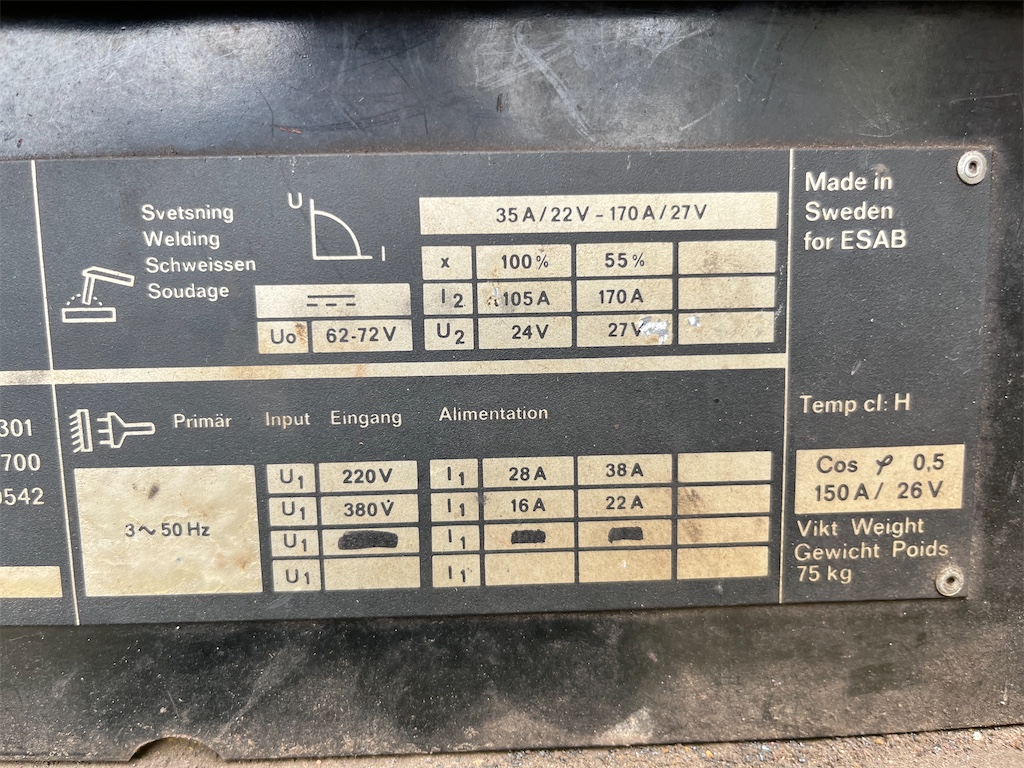 301
700
0542
Svetsning
Welding
Schweissen
Soudage
U
I
Uo 62-72 V
35 A / 22 V - 170 A / 27 V
x 100% 55%
I2 105 A 170 A
U2 24 V 27 V
Primär Input Eingang Alimentation
3~50 Hz
U1 220 V I1 28 A 38 A
U1 380 V I1 16 A 22 A
U1 I1
U1 I1
Made in
Sweden
for ESAB
Temp cl: H
Cos φ 0,5
150 A / 26 V
Vikt Weight
Gewicht Poids
75 kg